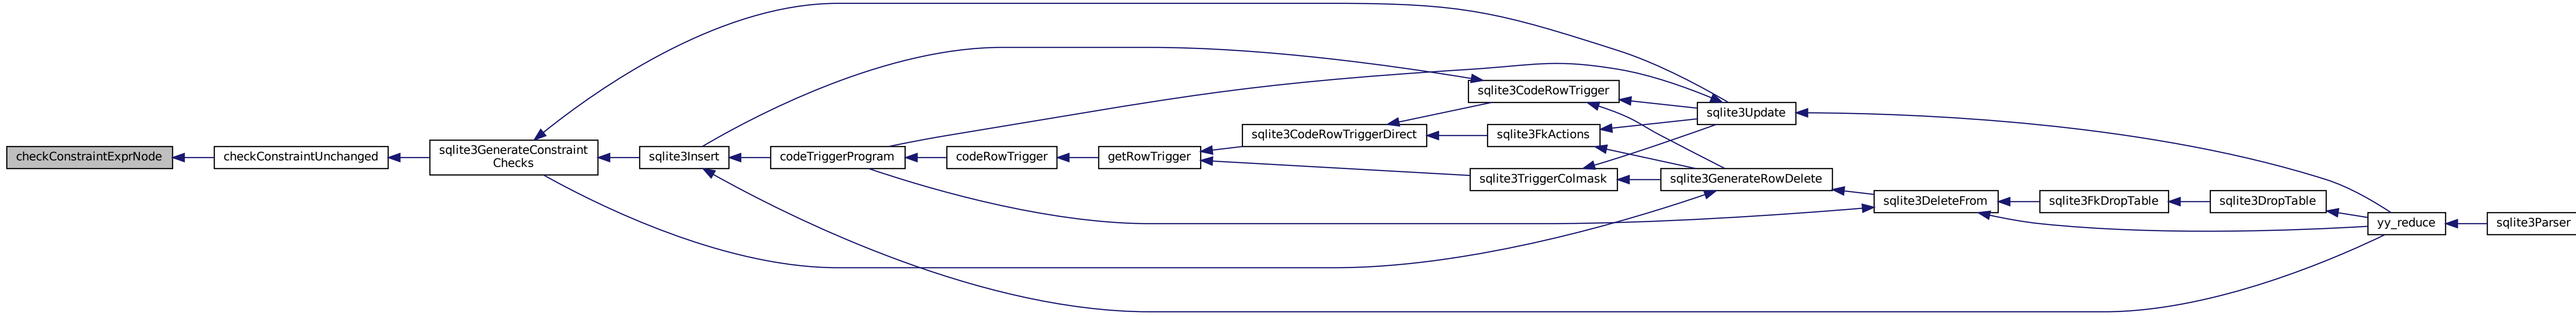 checkConstraintExprNode
checkConstraintUnchanged
sqlite3GenerateConstraint
Checks
sqlite3Insert
codeTriggerProgram
codeRowTrigger
getRowTrigger
sqlite3CodeRowTriggerDirect
sqlite3CodeRowTrigger
sqlite3FkActions
sqlite3TriggerColmask
sqlite3Update
sqlite3GenerateRowDelete
sqlite3DeleteFrom
sqlite3FkDropTable
sqlite3DropTable
yy_reduce
sqlite3Parser